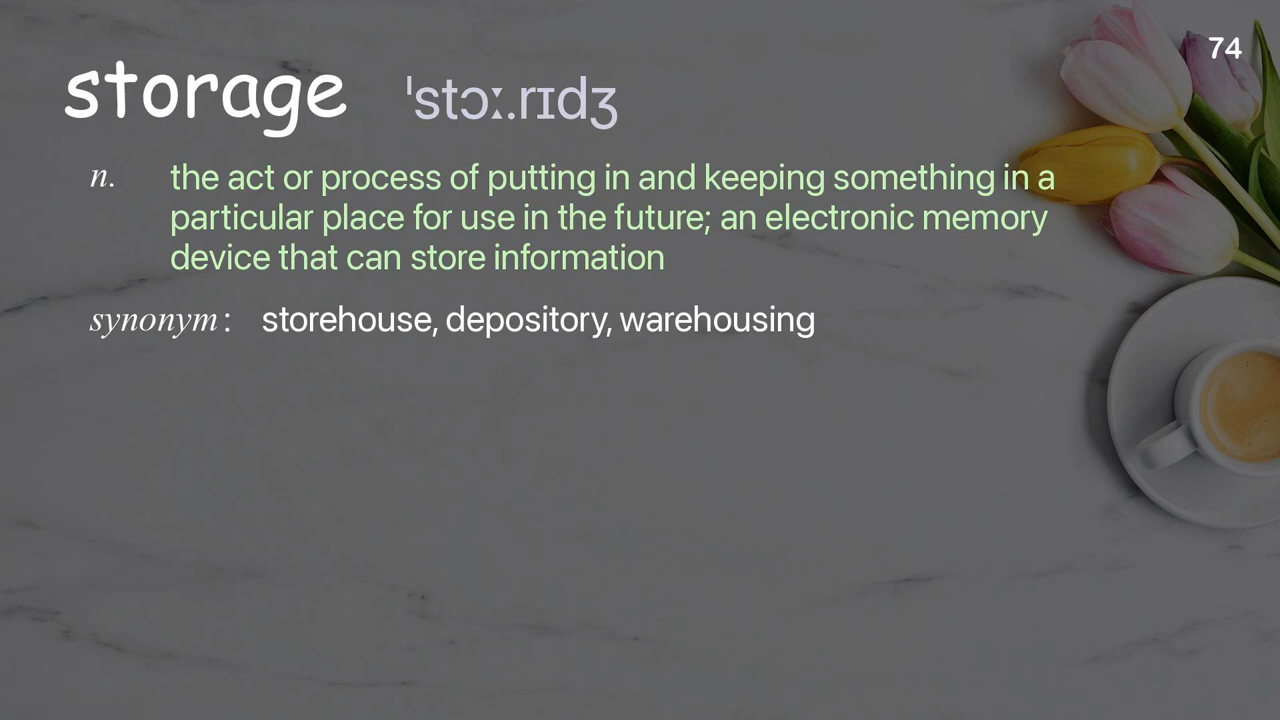 74
storage ˈstɔː.rɪdʒ
n. the act or process of putting in and keeping something in a
particular place for use in the future; an electronic memory
device that can store information
synonym: storehouse, depository, warehousing